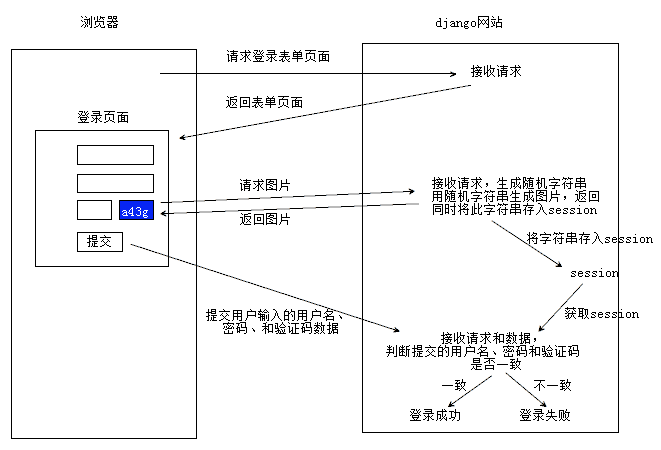 浏览器
django网站
请求登录表单页面
接收请求
返回表单页面
登录页面
请求图片
接收请求，生成随机字符串
用随机字符串生成图片，返回
同时将此字符串存入session
a43g
返回图片
提交
将字符串存入session
session
提交用户输入的用户名、
密码、和验证码数据
获取session
接收请求和数据，
判断提交的用户名、密码和验证码
是否一致
一致
不一致
登录成功
登录失败